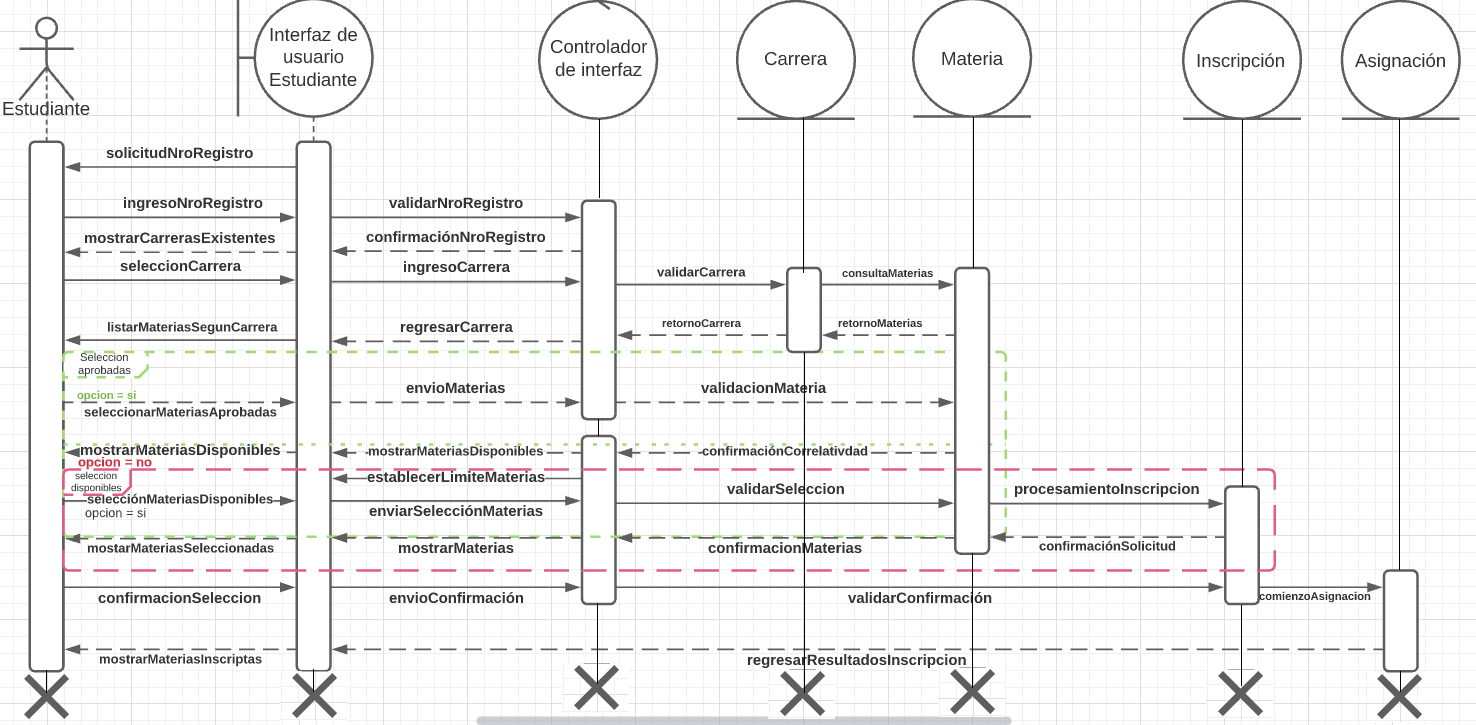 Estudiante
Interfaz de
usuario
Estudiante
Controlador
de interfaz
Carrera
Materia
Inscripción
Asignación
solicitudNroRegistro
ingresoNroRegistro
validarNroRegistro
mostrarCarrerasExistentes
confirmaciónNroRegistro
seleccionCarrera
ingresoCarrera
validarCarrera
consultaMaterias
listarMateriasSegunCarrera
regresarCarrera
retornoCarrera
retornoMaterias
Seleccion
aprobadas
opcion = si
seleccionarMateriasAprobadas
envioMaterias
validacionMateria
mostrarMateriasDisponibles
mostrarMateriasDisponibles
confirmaciónCorrelativdad
opcion = no
seleccion
disponibles
establecerLimiteMaterias
selecciónMateriasDisponibles
opcion = si
enviarSelecciónMaterias
validarSeleccion
procesamientoInscripcion
mostarMateriasSeleccionadas
mostrarMaterias
confirmacionMaterias
confirmaciónSolicitud
confirmacionSeleccion
envioConfirmación
validarConfirmación
comienzoAsignacion
mostrarMateriasInscriptas
regresarResultadosInscripcion